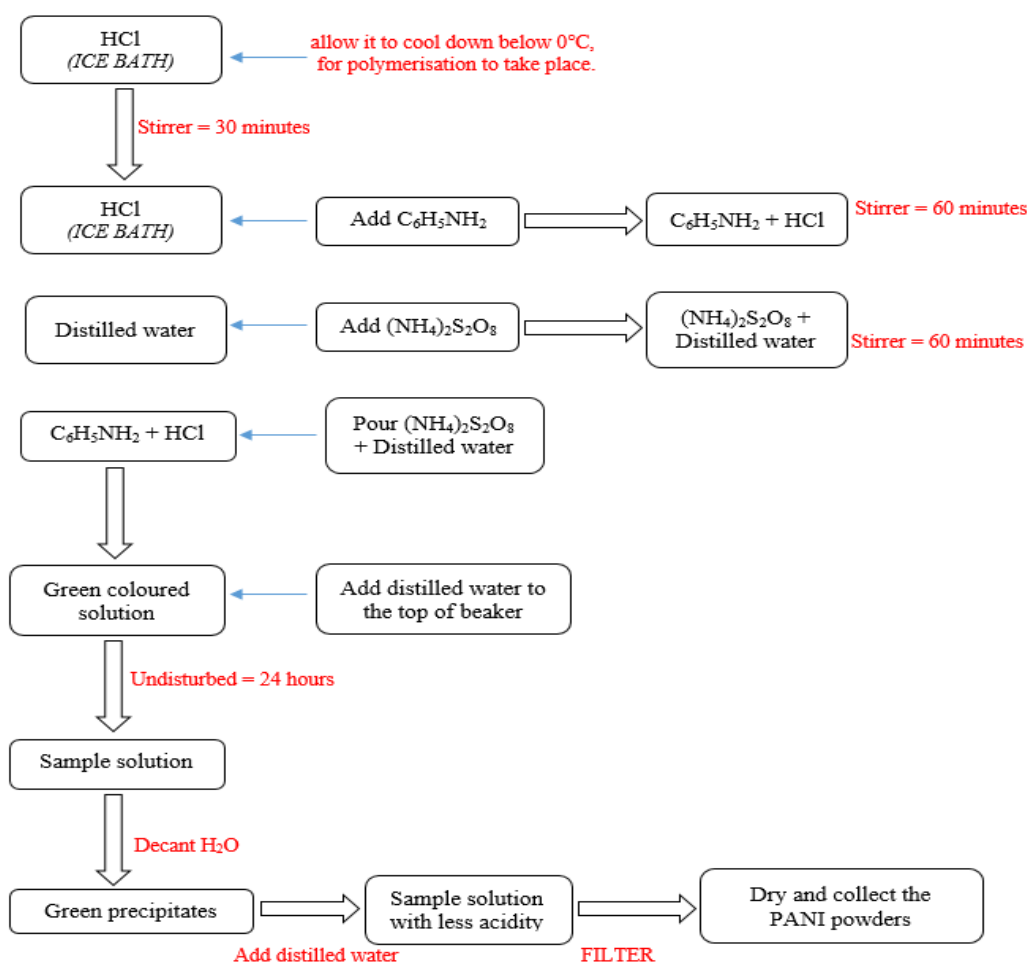 HCl
(ICE BATH)
allow it to cool down below 0°C,
for polymerisation to take place.
Stirrer = 30 minutes
HCl
(ICE BATH)
Add C₆H₅NH₂
C₆H₅NH₂ + HCl
Stirrer = 60 minutes
Distilled water
Add (NH₄)₂S₂O₈
(NH₄)₂S₂O₈ +
Distilled water
Stirrer = 60 minutes
C₆H₅NH₂ + HCl
Pour (NH₄)₂S₂O₈
+ Distilled water
Green coloured
solution
Add distilled water to
the top of beaker
Undisturbed = 24 hours
Sample solution
Decant H₂O
Green precipitates
Add distilled water
Sample solution
with less acidity
FILTER
Dry and collect the
PANI powders